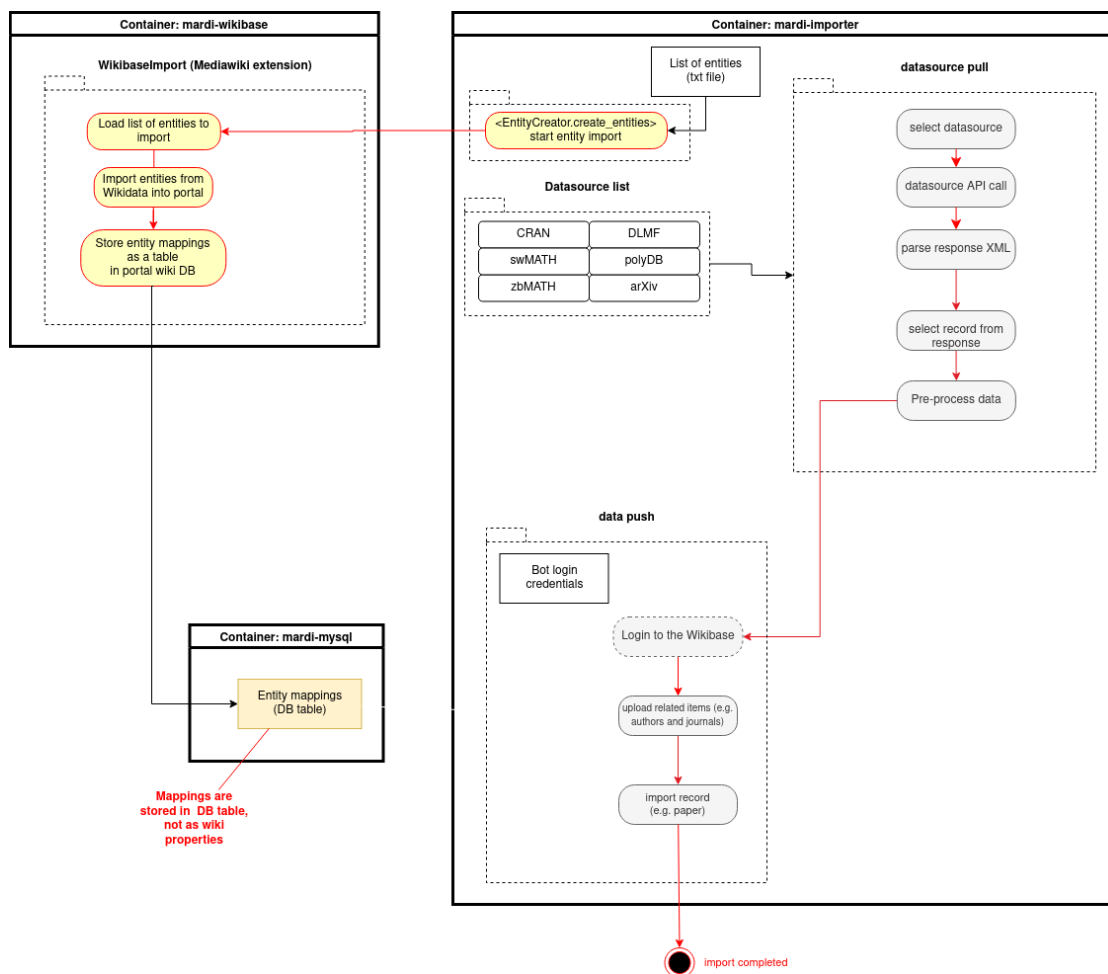 Container: mardi-wikibase
WikibaseImport (Mediawiki extension)
Load list of entities to
import
Import entities from
Wikidata into portal
Store entity mappings
as a table
in portal wiki DB
Container: mardi-importer
List of entities
(txt file)
<EntityCreator.create_entities>
start entity import
Datasource list
CRAN
DLMF
swMATH
polyDB
zbMATH
arXiv
datasource pull
select datasource
datasource API call
parse response XML
select record from
response
Pre-process data
data push
Bot login
credentials
Login to the Wikibase
upload related items (e.g.
authors and journals)
import record
(e.g. paper)
import completed
Container: mardi-mysql
Entity mappings
(DB table)
Mappings are
stored in DB table,
not as wiki
properties